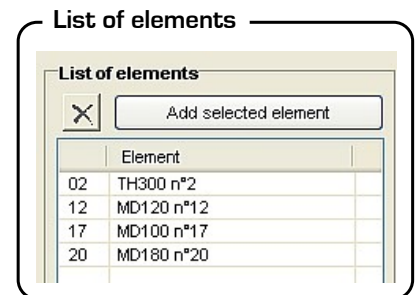 List of elements
List of elements
Add selected element
Element
02 TH300 n°2
12 MD120 n°12
17 MD100 n°17
20 MD180 n°20